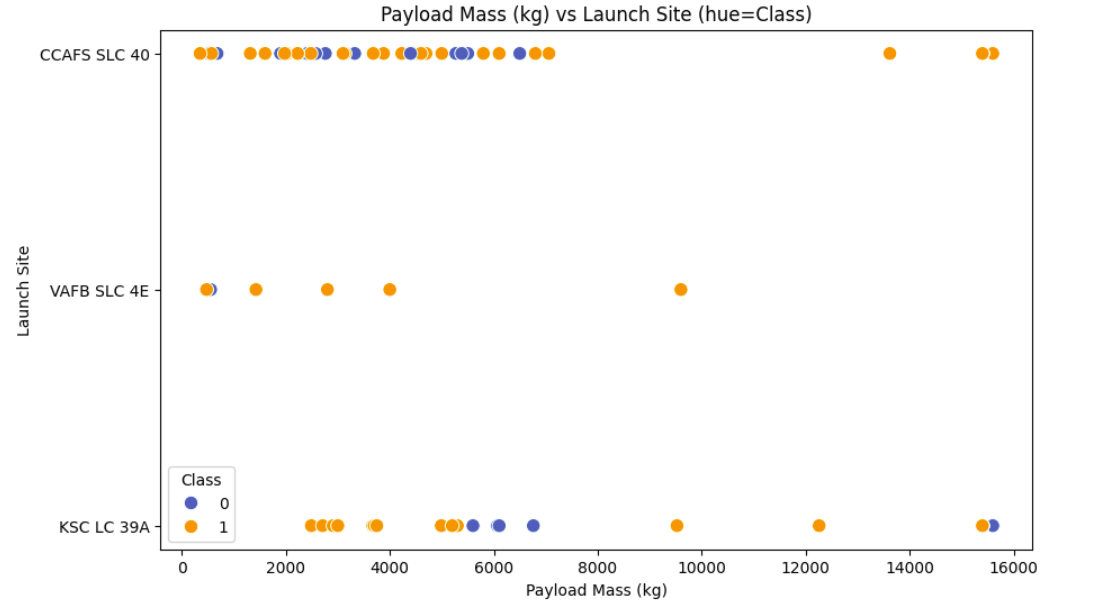 Payload Mass (kg) vs Launch Site (hue=Class)
CCAFS SLC 40
VAFB SLC 4E
KSC LC 39A
Launch Site
Class
0
1
0 2000 4000 6000 8000 10000 12000 14000 16000
Payload Mass (kg)